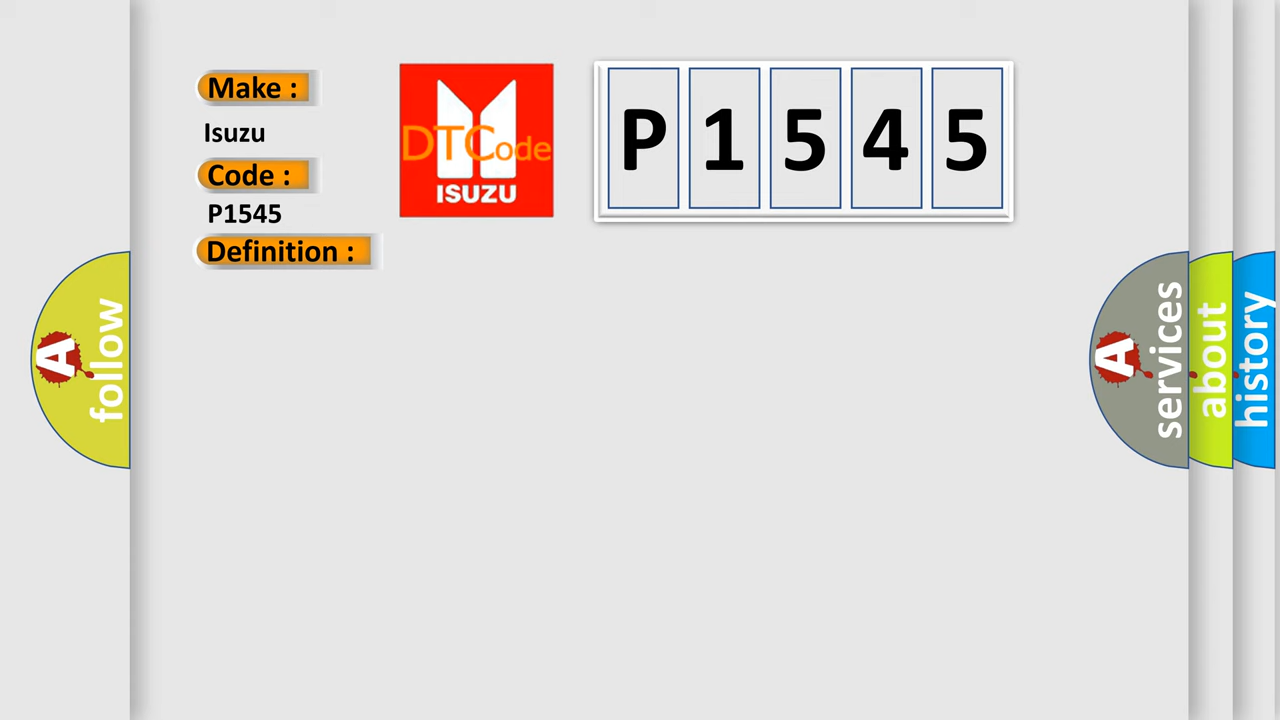 Make :
Isuzu
Code :
P1545
Definition :
DTCode
ISUZU
P 1 5 4 5
A
follow
A
services
about
history